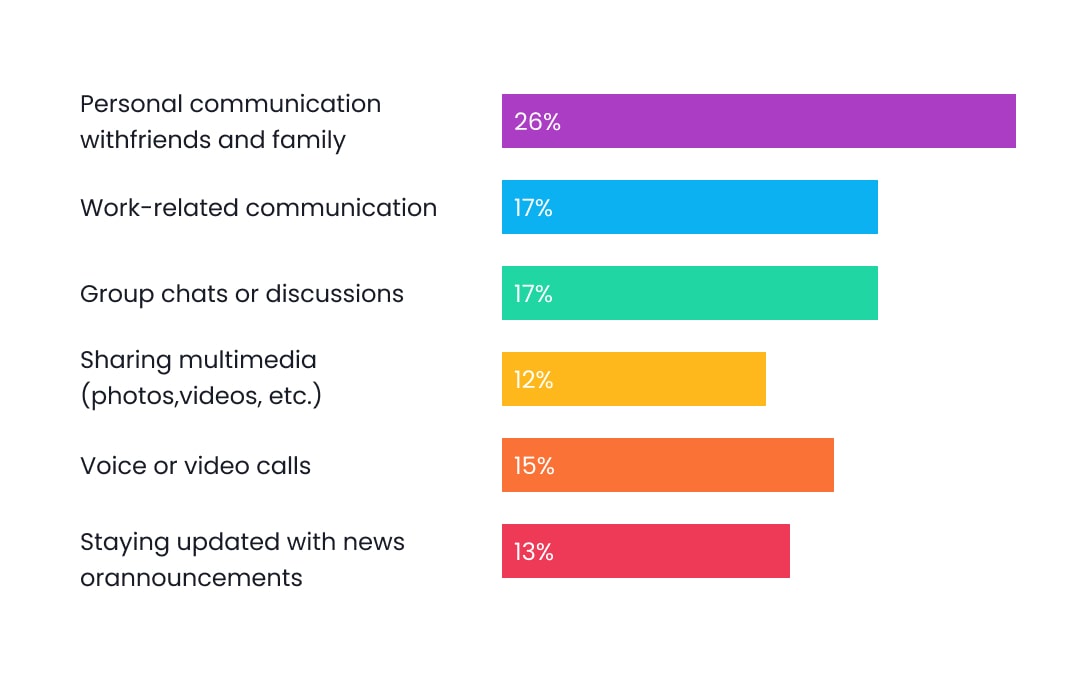 Personal communication
withfriends and family
26%
Work-related communication
17%
Group chats or discussions
17%
Sharing multimedia
(photos,videos, etc.)
12%
Voice or video calls
15%
Staying updated with news
orannouncements
13%